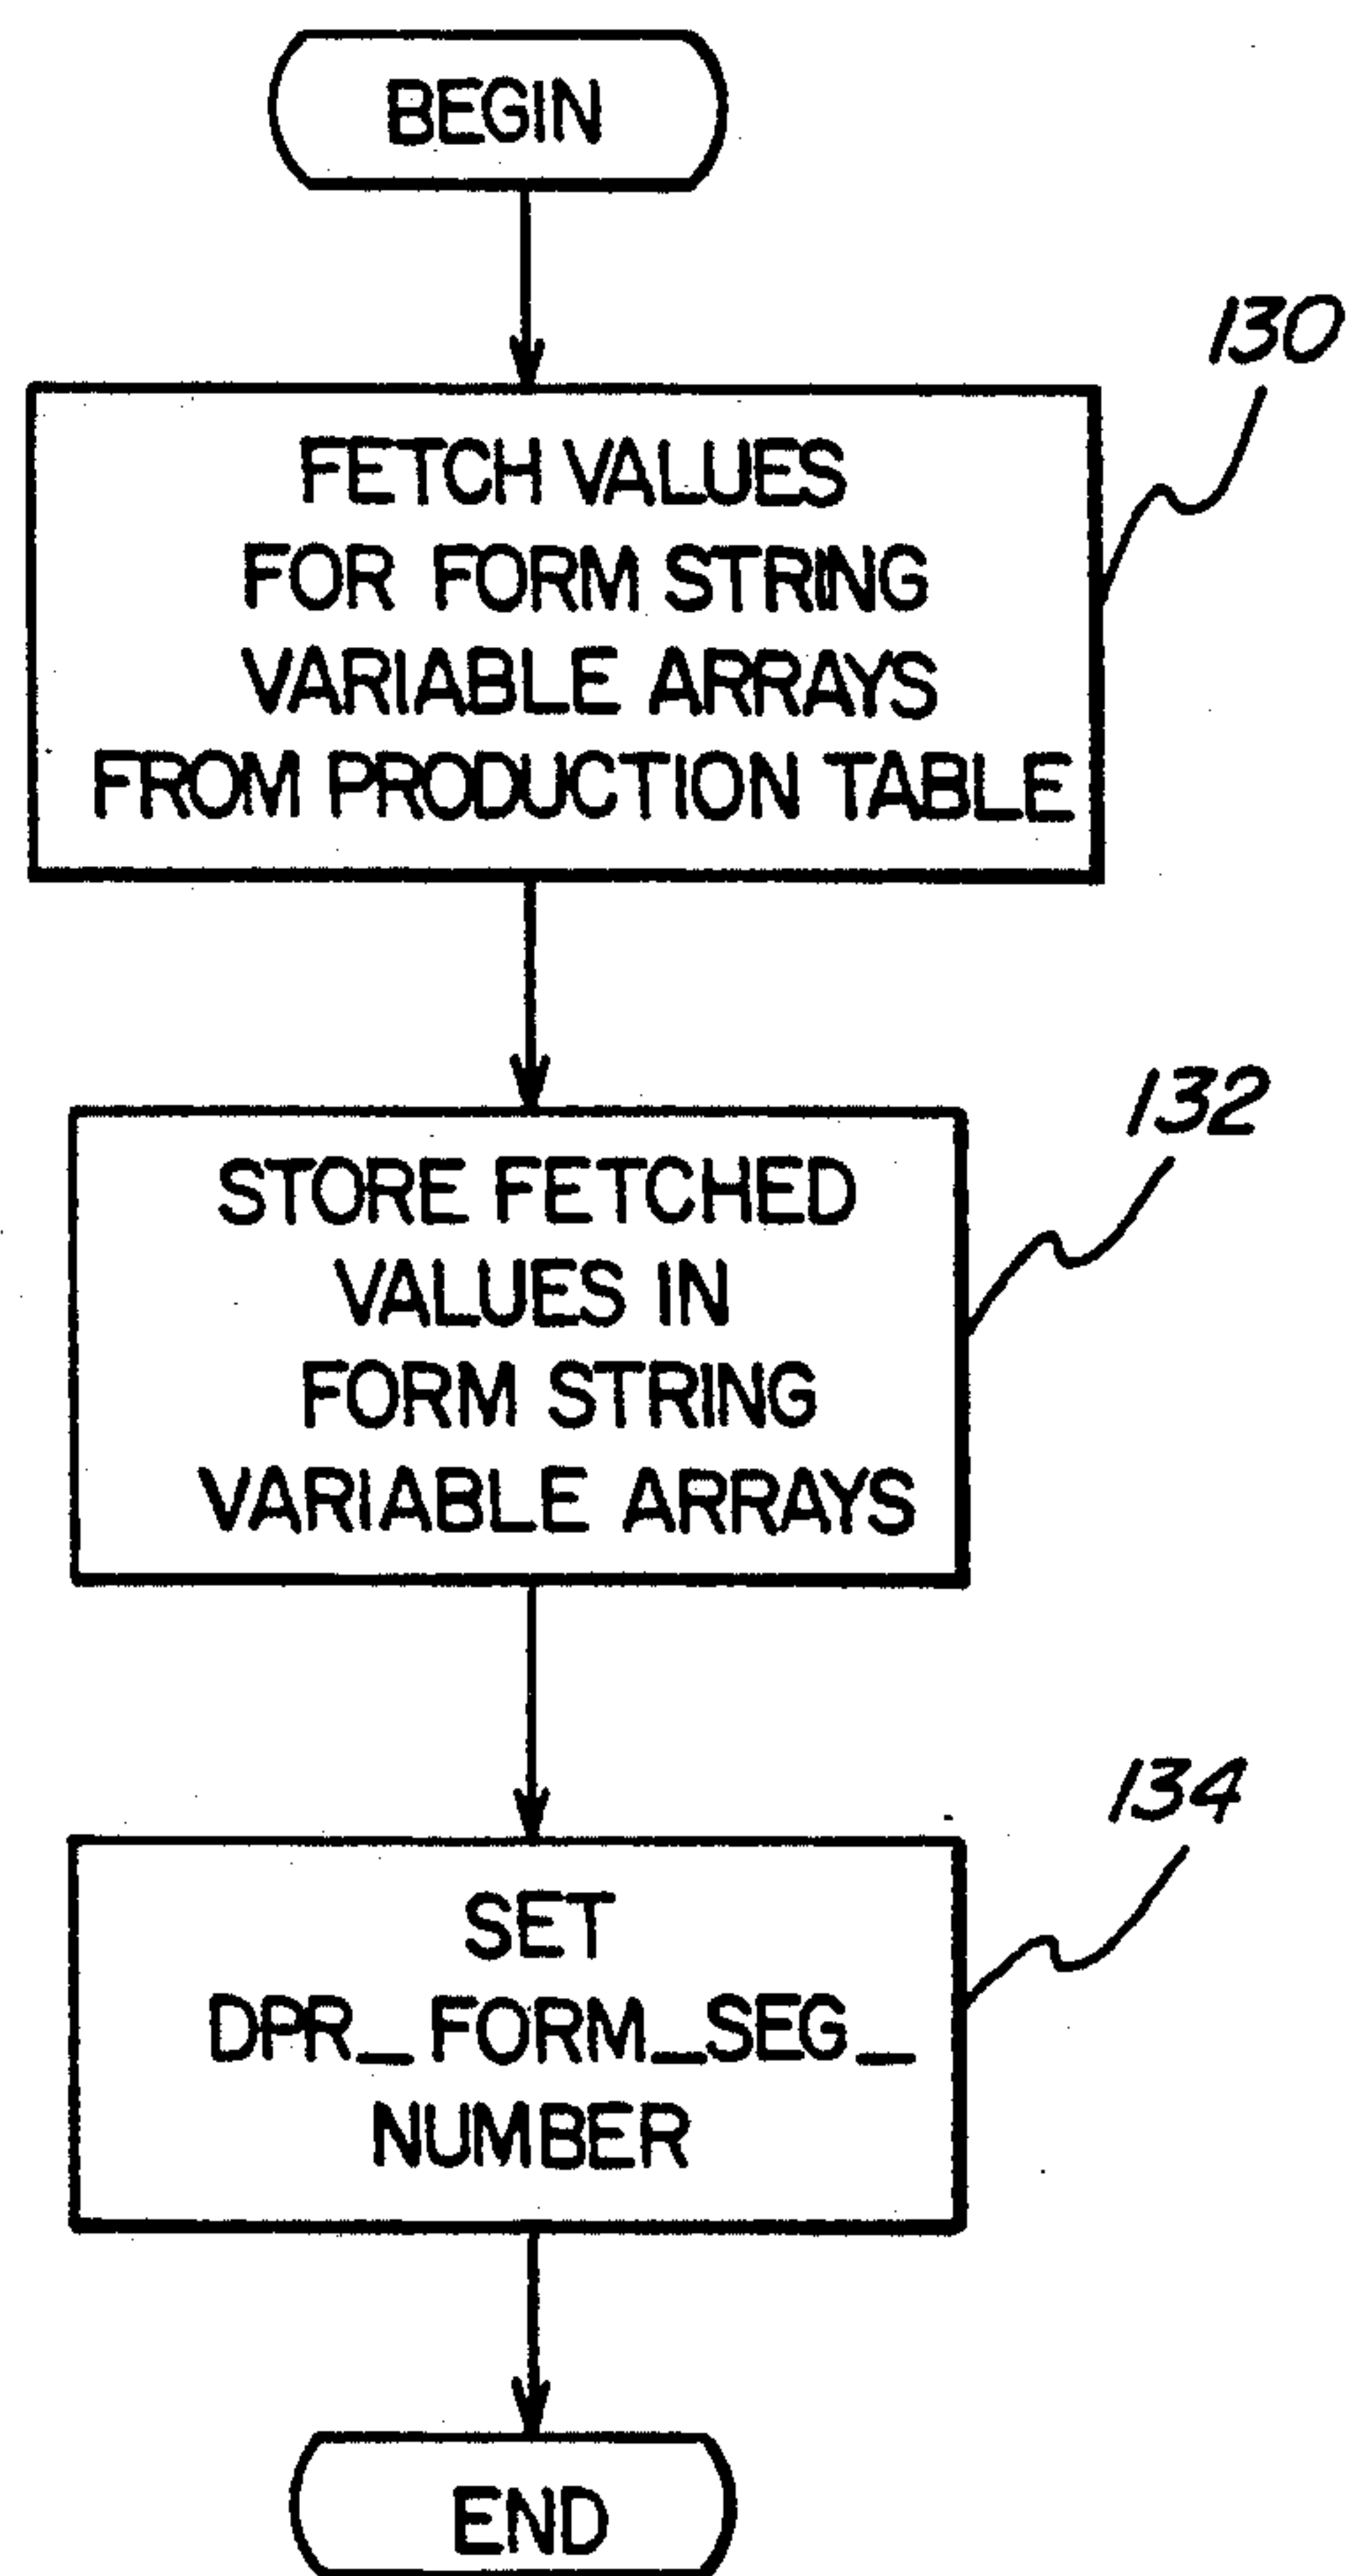 BEGIN
130
FETCH VALUES
FOR FORM STRING
VARIABLE ARRAYS
FROM PRODUCTION TABLE
132
STORE FETCHED
VALUES IN
FORM STRING
VARIABLE ARRAYS
134
SET
DPR_FORM_SEG_
NUMBER
END